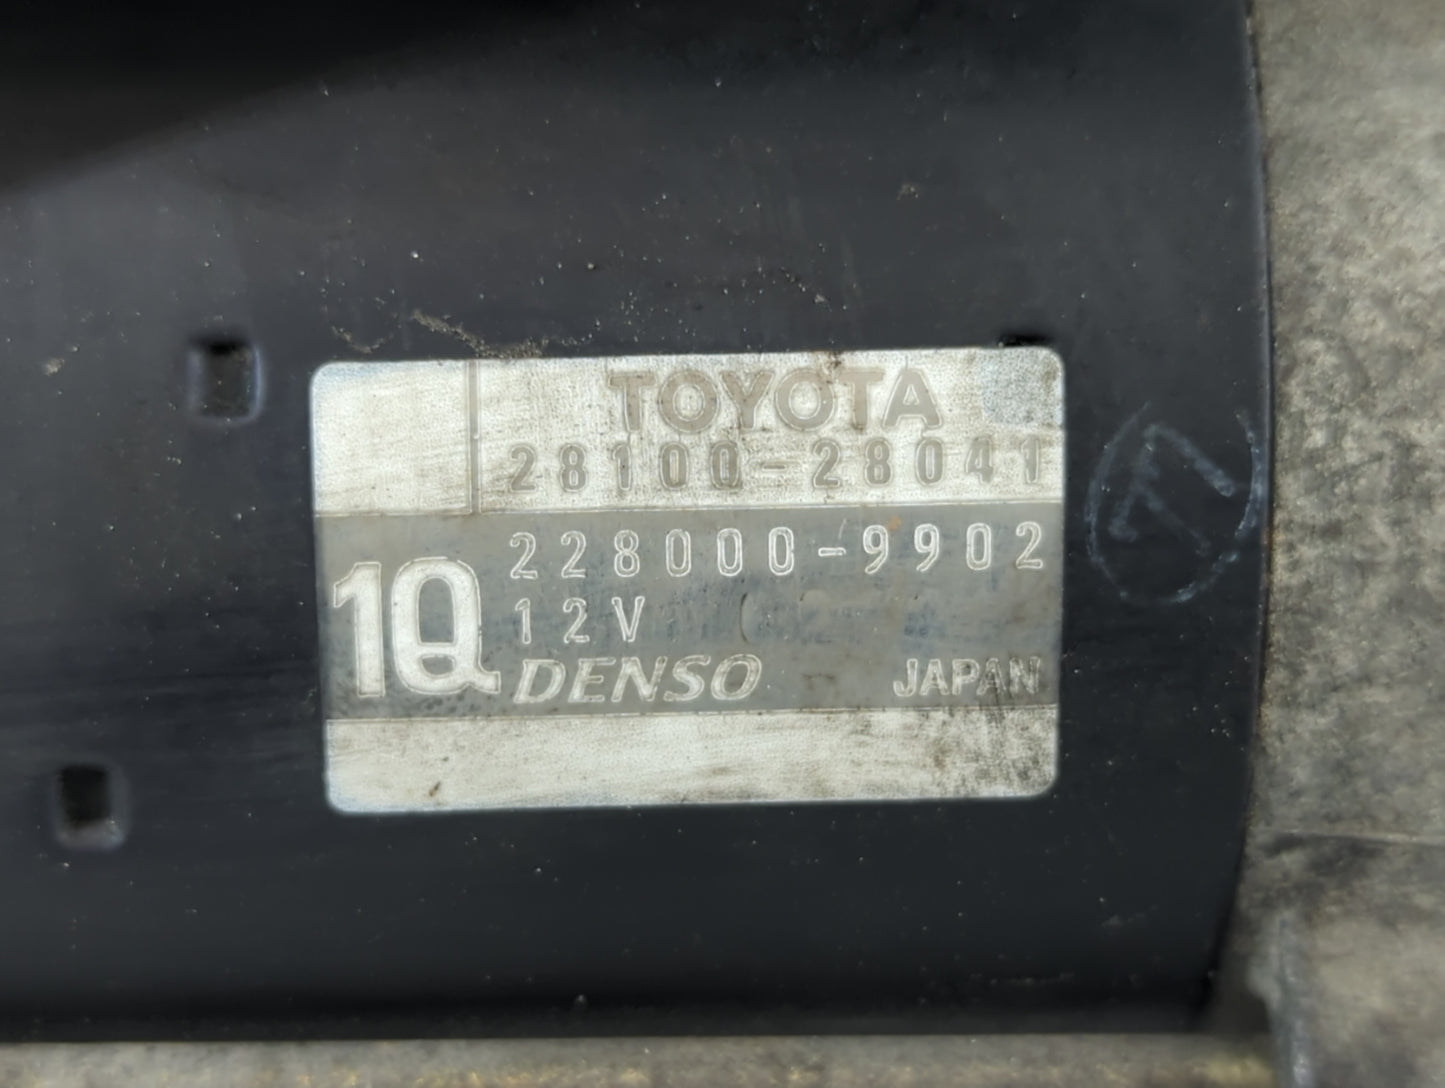 TOYOTA
28100-28041
228000-9902
1Q
12V
DENSO JAPAN